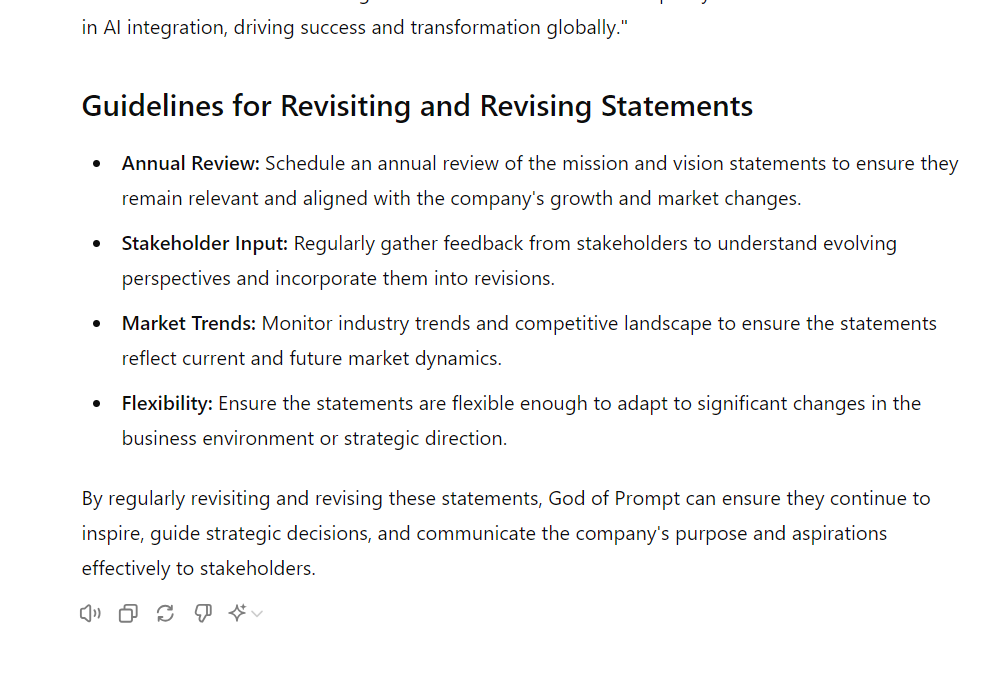 in AI integration, driving success and transformation globally."
Guidelines for Revisiting and Revising Statements
Annual Review: Schedule an annual review of the mission and vision statements to ensure they
remain relevant and aligned with the company's growth and market changes.
Stakeholder Input: Regularly gather feedback from stakeholders to understand evolving
perspectives and incorporate them into revisions.
Market Trends: Monitor industry trends and competitive landscape to ensure the statements
reflect current and future market dynamics.
Flexibility: Ensure the statements are flexible enough to adapt to significant changes in the
business environment or strategic direction.
By regularly revisiting and revising these statements, God of Prompt can ensure they continue to
inspire, guide strategic decisions, and communicate the company's purpose and aspirations
effectively to stakeholders.